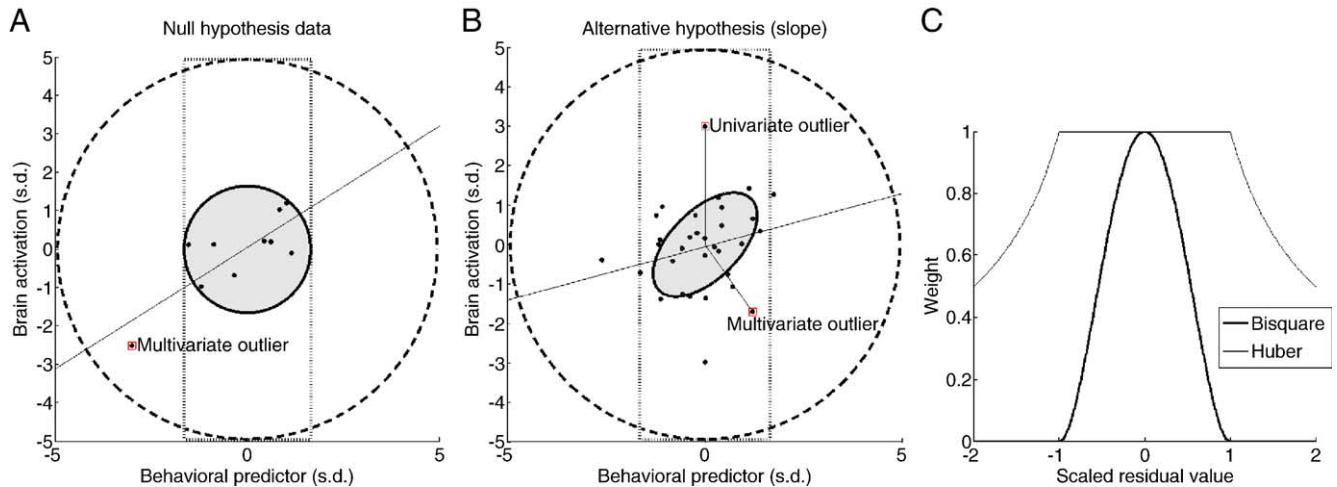 A
Null hypothesis data
5
4
3
2
1
0
-1
-2
-3
-4
-5
Brain activation (s.d.)
Multivariate outlier
-5
0
5
Behavioral predictor (s.d.)
B
Alternative hypothesis (slope)
5
4
3
2
1
0
-1
-2
-3
-4
-5
Brain activation (s.d.)
Univariate outlier
Multivariate outlier
-5
0
5
Behavioral predictor (s.d.)
C
1
0.8
0.6
0.4
0.2
0
Weight
Bisquare
Huber
-2
-1
0
1
2
Scaled residual value